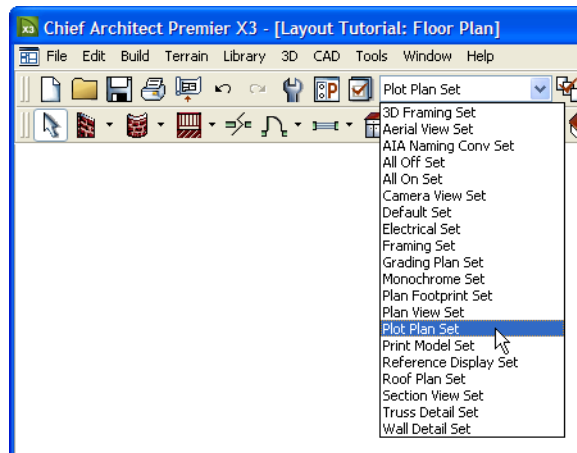 X3 Chief Architect Premier X3 - [Layout Tutorial: Floor Plan]
File Edit Build Terrain Library 3D CAD Tools Window Help
:P Plot Plan Set
3D Framing Set
Aerial View Set
AIA Naming Conv Set
All Off Set
All On Set
Camera View Set
Default Set
Electrical Set
Framing Set
Grading Plan Set
Monochrome Set
Plan Footprint Set
Plan View Set
Plot Plan Set
Print Model Set
Reference Display Set
Roof Plan Set
Section View Set
Truss Detail Set
Wall Detail Set